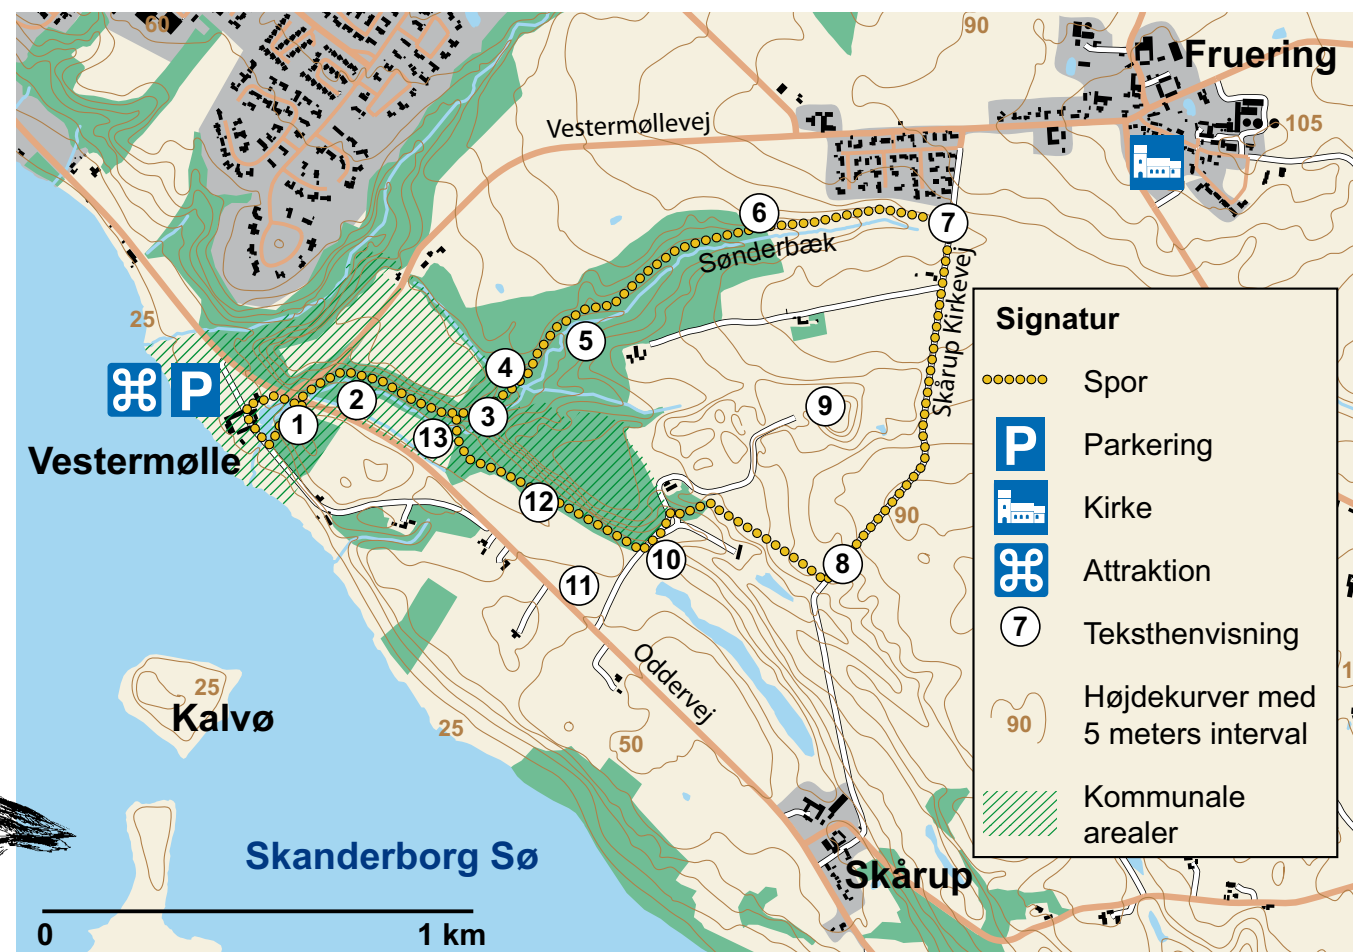 60
90
Fruering
105
Vestermøllevej
6
7
Sønderbæk
Skårup Kirkevej
25
5
4
P
9
2
3
1
13
Vestermølle
12
90
8
10
11
Oddervej
25
Kalvø
25
50
Skanderborg Sø
Skårup
0
1 km
Signatur
Spor
P
Parkering
Kirke
Attraktion
7
Teksthenvisning
90
Højdekurver med
5 meters interval
Kommunale
arealer